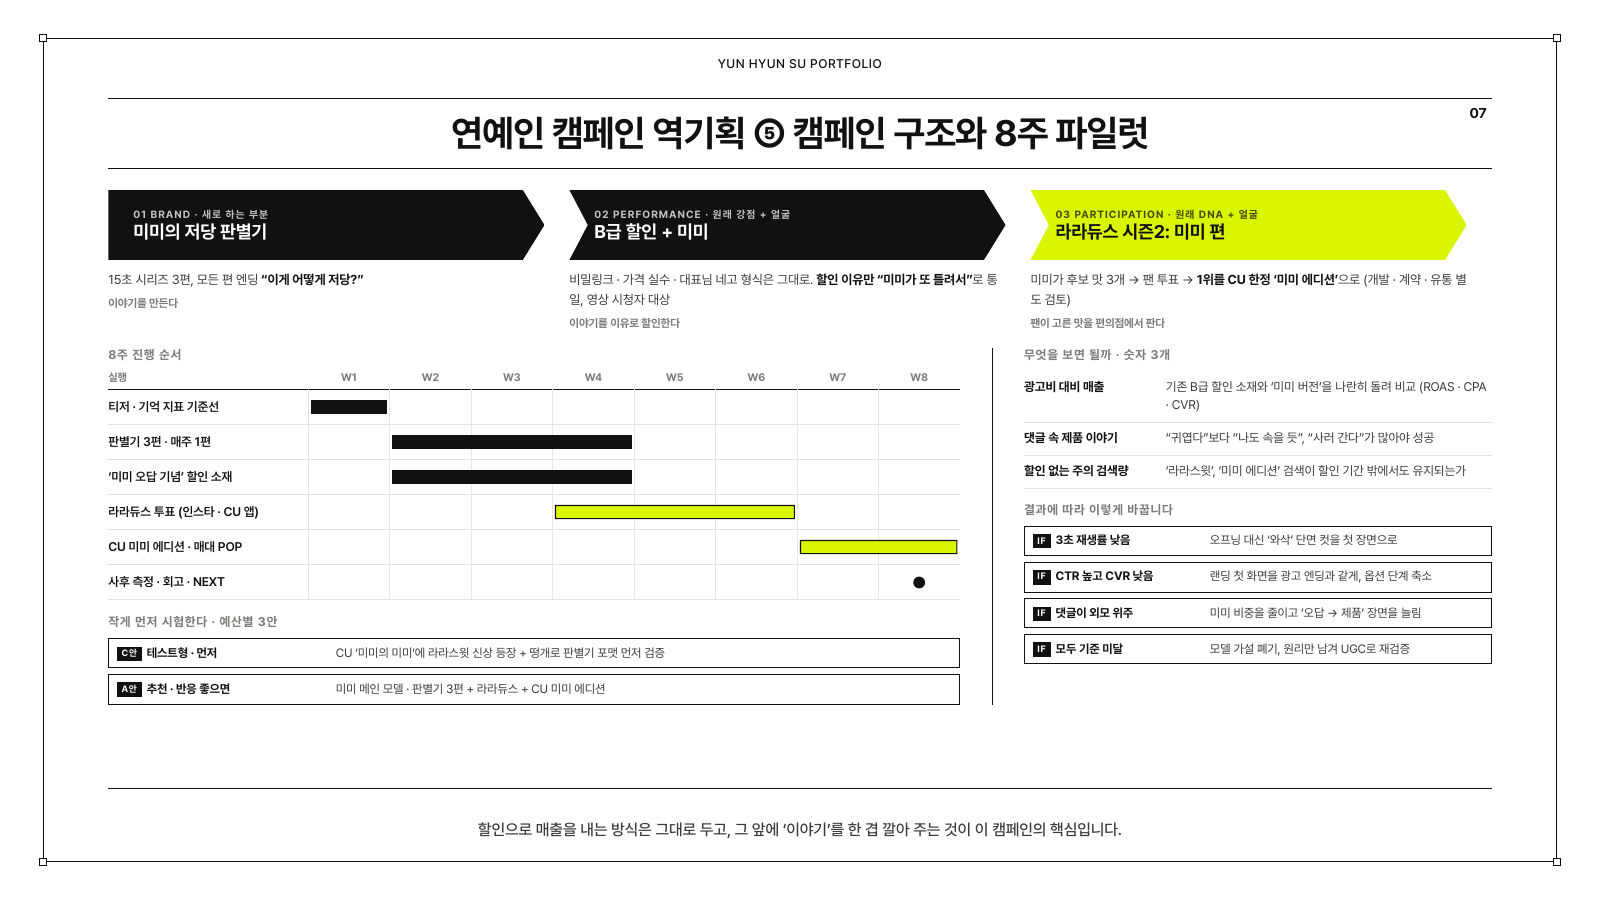 YUN HYUN SU PORTFOLIO
07
연예인 캠페인 역기획 ⑤ 캠페인 구조와 8주 파일럿
01 BRAND · 새로 하는 부분
미미의 저당 판별기
02 PERFORMANCE · 원래 강점 + 얼굴
B급 할인 + 미미
03 PARTICIPATION · 원래 DNA + 얼굴
라라듀스 시즌2: 미미 편
15초 시리즈 3편, 모든 편 엔딩 “이게 어떻게 저당?”
이야기를 만든다
비밀링크 · 가격 실수 · 대표님 네고 형식은 그대로. 할인 이유만 “미미가 또 틀려서”로 통
일, 영상 시청자 대상
이야기를 이유로 할인한다
미미가 후보 맛 3개 → 팬 투표 → 1위를 CU 한정 ‘미미 에디션’으로 (개발 · 계약 · 유통 별
도 검토)
팬이 고른 맛을 편의점에서 판다
8주 진행 순서
실행 W1 W2 W3 W4 W5 W6 W7 W8
티저 · 기억 지표 기준선
판별기 3편 · 매주 1편
‘미미 오답 기념’ 할인 소재
라라듀스 투표 (인스타 · CU 앱)
CU 미미 에디션 · 매대 POP
사후 측정 · 회고 · NEXT
작게 먼저 시험한다 · 예산별 3안
C안 테스트형 · 먼저 CU ‘미미의 미미’에 라라스윗 신상 등장 + 떵개로 판별기 포맷 먼저 검증
A안 추천 · 반응 좋으면 미미 메인 모델 · 판별기 3편 + 라라듀스 + CU 미미 에디션
무엇을 보면 될까 · 숫자 3개
광고비 대비 매출 기존 B급 할인 소재와 ‘미미 버전’을 나란히 돌려 비교 (ROAS · CPA
· CVR)
댓글 속 제품 이야기 “귀엽다”보다 “나도 속을 듯”, “사러 간다”가 많아야 성공
할인 없는 주의 검색량 ‘라라스윗’, ‘미미 에디션’ 검색이 할인 기간 밖에서도 유지되는가
결과에 따라 이렇게 바꿉니다
IF 3초 재생률 낮음 오프닝 대신 ‘와삭’ 단면 컷을 첫 장면으로
IF CTR 높고 CVR 낮음 랜딩 첫 화면을 광고 엔딩과 같게, 옵션 단계 축소
IF 댓글이 외모 위주 미미 비중을 줄이고 ‘오답 → 제품’ 장면을 늘림
IF 모두 기준 미달 모델 가설 폐기, 원리만 남겨 UGC로 재검증
할인으로 매출을 내는 방식은 그대로 두고, 그 앞에 ‘이야기’를 한 겹 깔아 주는 것이 이 캠페인의 핵심입니다.